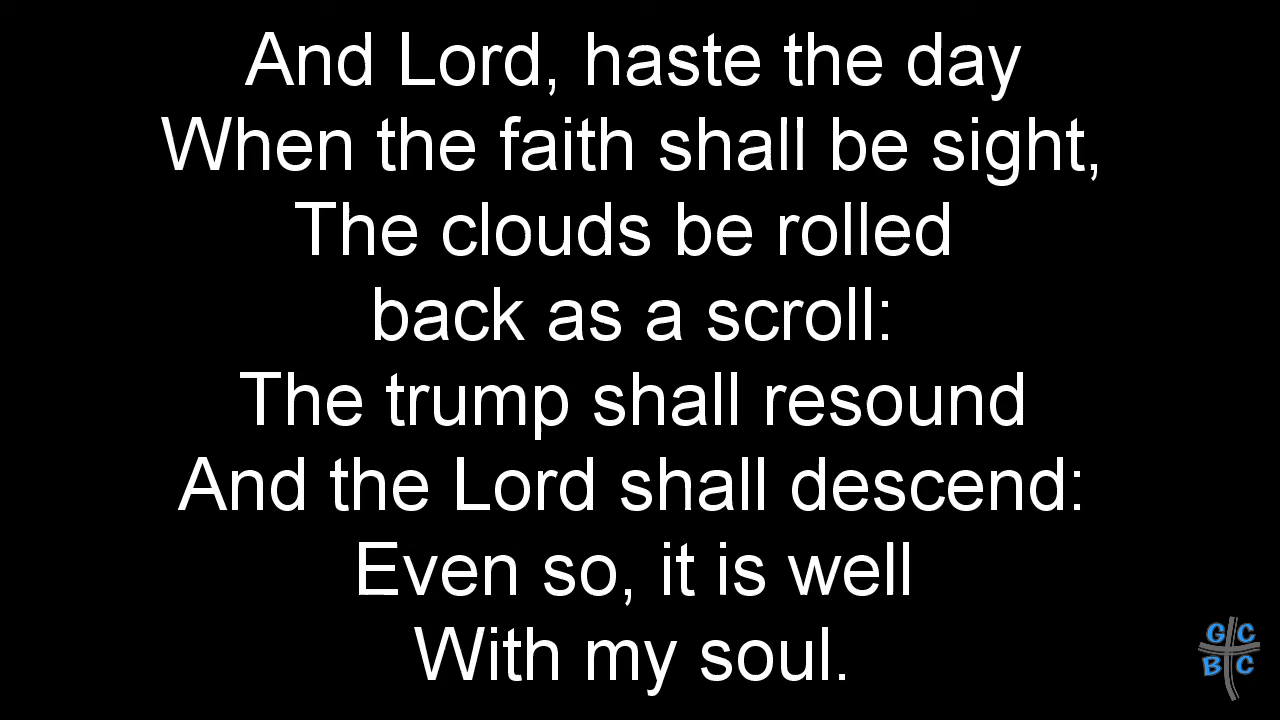 And Lord, haste the day
When the faith shall be sight,
The clouds be rolled
back as a scroll:
The trump shall resound
And the Lord shall descend:
Even so, it is well
With my soul.
G C
B C